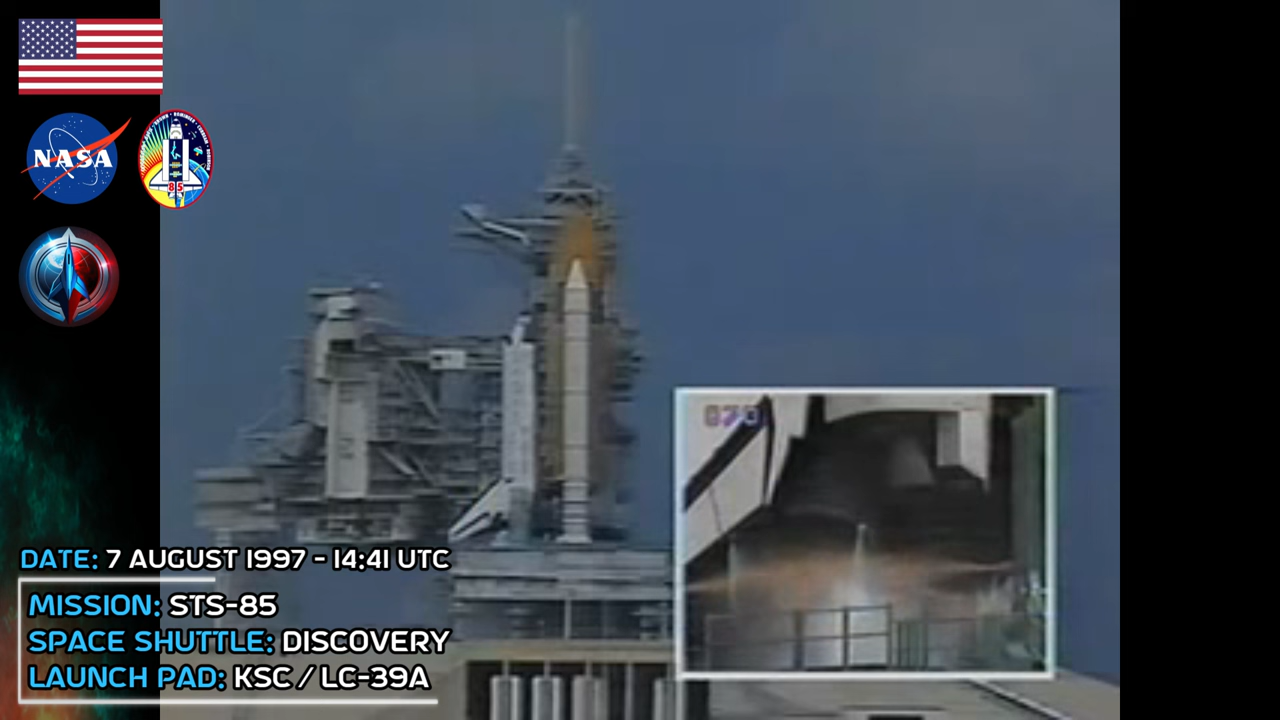 NASA
85
DATE: 7 AUGUST 1997 - 14:41 UTC
MISSION: STS-85
SPACE SHUTTLE: DISCOVERY
LAUNCH PAD: KSC / LC-39A